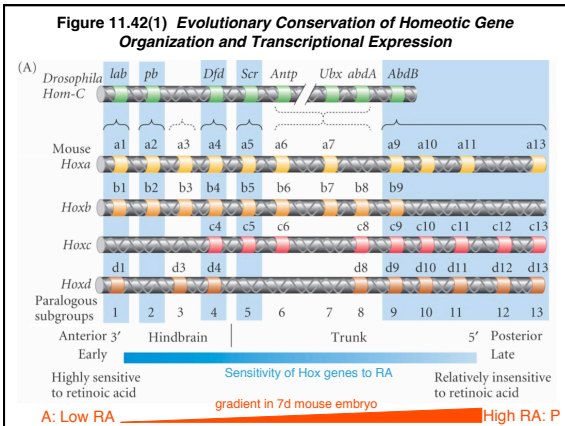 Figure 11.42(1) Evolutionary Conservation of Homeotic Gene
Organization and Transcriptional Expression
(A)
Drosophila
Hom-C
lab pb Dfd Scr Antp Ubx abdA AbdB
Mouse
a1 a2 a3 a4 a5 a6 a7 a9 a10 a11 a13
Hoxa
b1 b2 b3 b4 b5 b6 b7 b8 b9
Hoxb
c4 c5 c6 c8 c9 c10 c11 c12 c13
Hoxc
d1 d3 d4 d8 d9 d10 d11 d12 d13
Hoxd
Paralogous
subgroups
1 2 3 4 5 6 7 8 9 10 11 12 13
Anterior 3′ Hindbrain Trunk 5′ Posterior
Early Late
Sensitivity of Hox genes to RA
Highly sensitive
to retinoic acid
Relatively insensitive
to retinoic acid
A: Low RA gradient in 7d mouse embryo High RA: P